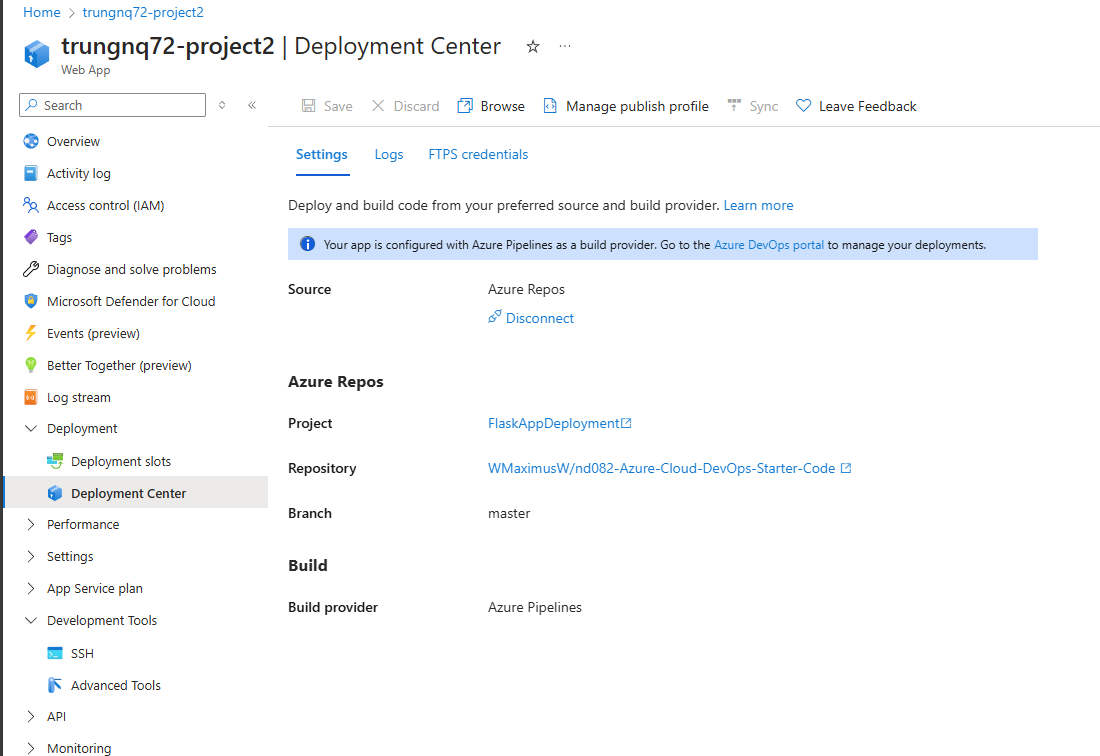 Home > trungnq72-project2
trungnq72-project2 | Deployment Center
Web App
Search
Save Discard Browse Manage publish profile Sync Leave Feedback
Overview
Activity log
Access control (IAM)
Tags
Diagnose and solve problems
Microsoft Defender for Cloud
Events (preview)
Better Together (preview)
Log stream
Deployment
Deployment slots
Deployment Center
Performance
Settings
App Service plan
Development Tools
SSH
Advanced Tools
API
Monitoring
Settings Logs FTPS credentials
Deploy and build code from your preferred source and build provider. Learn more
Your app is configured with Azure Pipelines as a build provider. Go to the Azure DevOps portal to manage your deployments.
Source Azure Repos
Disconnect
Azure Repos
Project FlaskAppDeployment
Repository WMaximusW/nd082-Azure-Cloud-DevOps-Starter-Code
Branch master
Build
Build provider Azure Pipelines